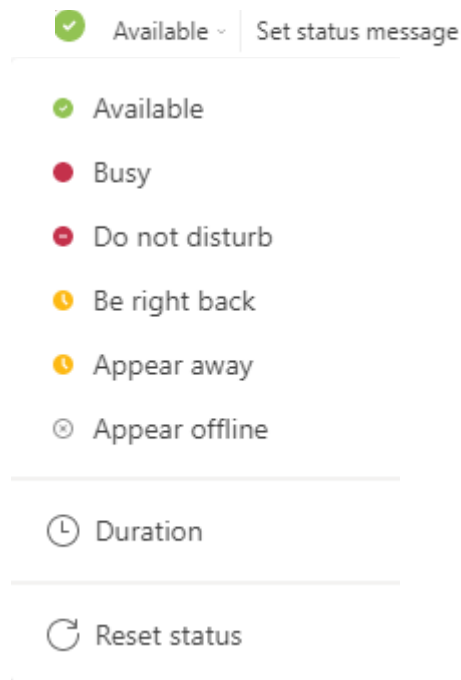 Available Set status message
Available
Busy
Do not disturb
Be right back
Appear away
Appear offline
Duration
Reset status